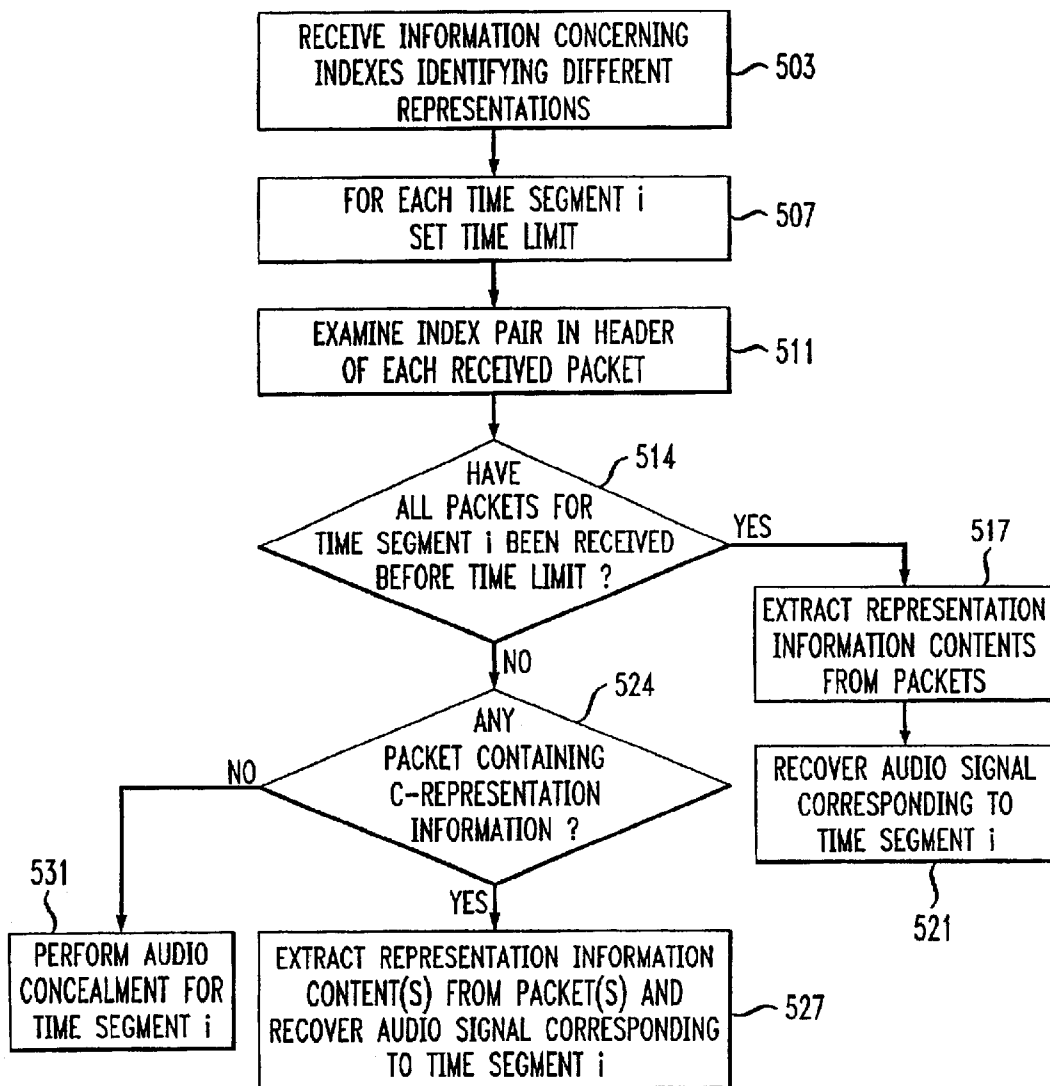 RECEIVE INFORMATION CONCERNING
INDEXES IDENTIFYING DIFFERENT
REPRESENTATIONS
503
FOR EACH TIME SEGMENT i
SET TIME LIMIT
507
EXAMINE INDEX PAIR IN HEADER
OF EACH RECEIVED PACKET
511
HAVE
ALL PACKETS FOR
TIME SEGMENT i BEEN RECEIVED
BEFORE TIME LIMIT ?
514
YES
517
EXTRACT REPRESENTATION
INFORMATION CONTENTS
FROM PACKETS
RECOVER AUDIO SIGNAL
CORRESPONDING TO
TIME SEGMENT i
521
NO
524
ANY
PACKET CONTAINING
C-REPRESENTATION
INFORMATION ?
NO
531
PERFORM AUDIO
CONCEALMENT FOR
TIME SEGMENT i
YES
EXTRACT REPRESENTATION INFORMATION
CONTENT(S) FROM PACKET(S) AND
RECOVER AUDIO SIGNAL CORRESPONDING
TO TIME SEGMENT i
527